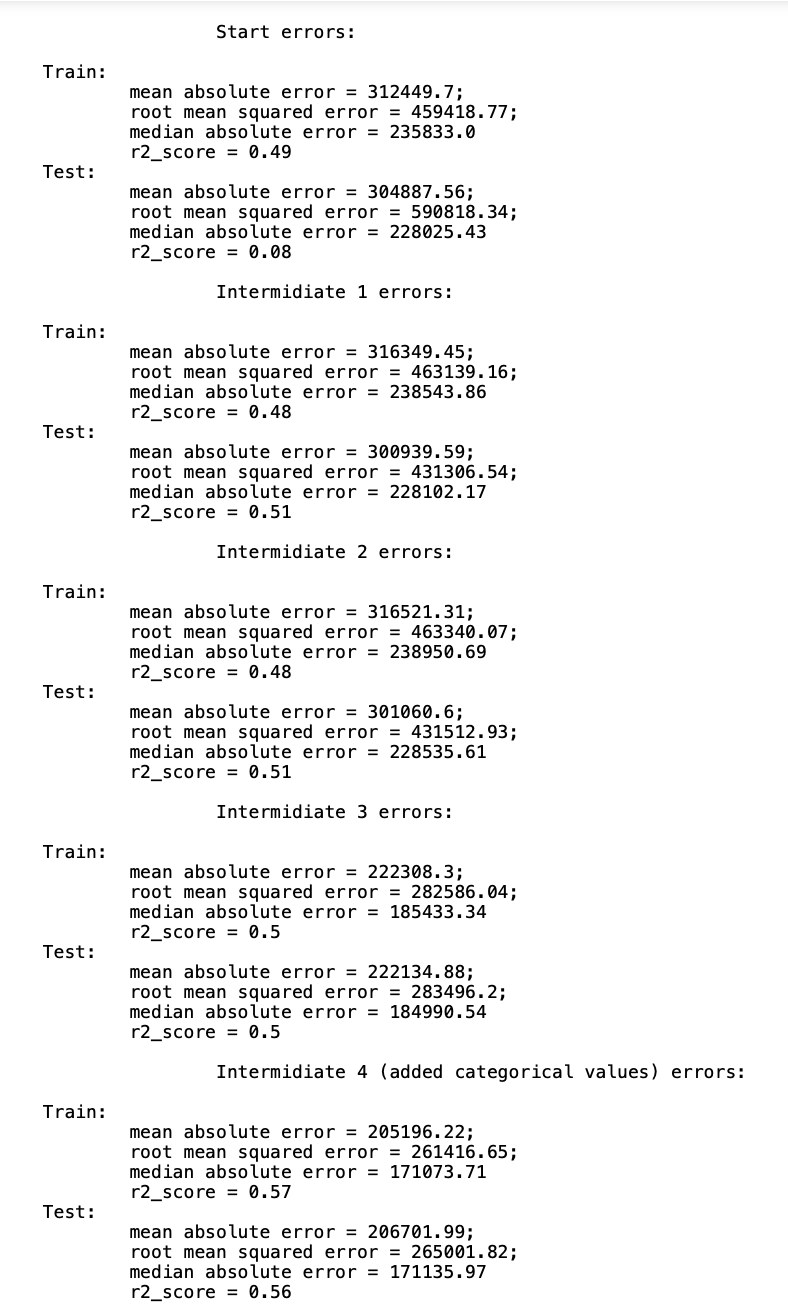 Start errors:
Train:
mean absolute error = 312449.7;
root mean squared error = 459418.77;
median absolute error = 235833.0
r2_score = 0.49
Test:
mean absolute error = 304887.56;
root mean squared error = 590818.34;
median absolute error = 228025.43
r2_score = 0.08
Intermidiate 1 errors:
Train:
mean absolute error = 316349.45;
root mean squared error = 463139.16;
median absolute error = 238543.86
r2_score = 0.48
Test:
mean absolute error = 300939.59;
root mean squared error = 431306.54;
median absolute error = 228102.17
r2_score = 0.51
Intermidiate 2 errors:
Train:
mean absolute error = 316521.31;
root mean squared error = 463340.07;
median absolute error = 238950.69
r2_score = 0.48
Test:
mean absolute error = 301060.6;
root mean squared error = 431512.93;
median absolute error = 228535.61
r2_score = 0.51
Intermidiate 3 errors:
Train:
mean absolute error = 222308.3;
root mean squared error = 282586.04;
median absolute error = 185433.34
r2_score = 0.5
Test:
mean absolute error = 222134.88;
root mean squared error = 283496.2;
median absolute error = 184990.54
r2_score = 0.5
Intermidiate 4 (added categorical values) errors:
Train:
mean absolute error = 205196.22;
root mean squared error = 261416.65;
median absolute error = 171073.71
r2_score = 0.57
Test:
mean absolute error = 206701.99;
root mean squared error = 265001.82;
median absolute error = 171135.97
r2_score = 0.56